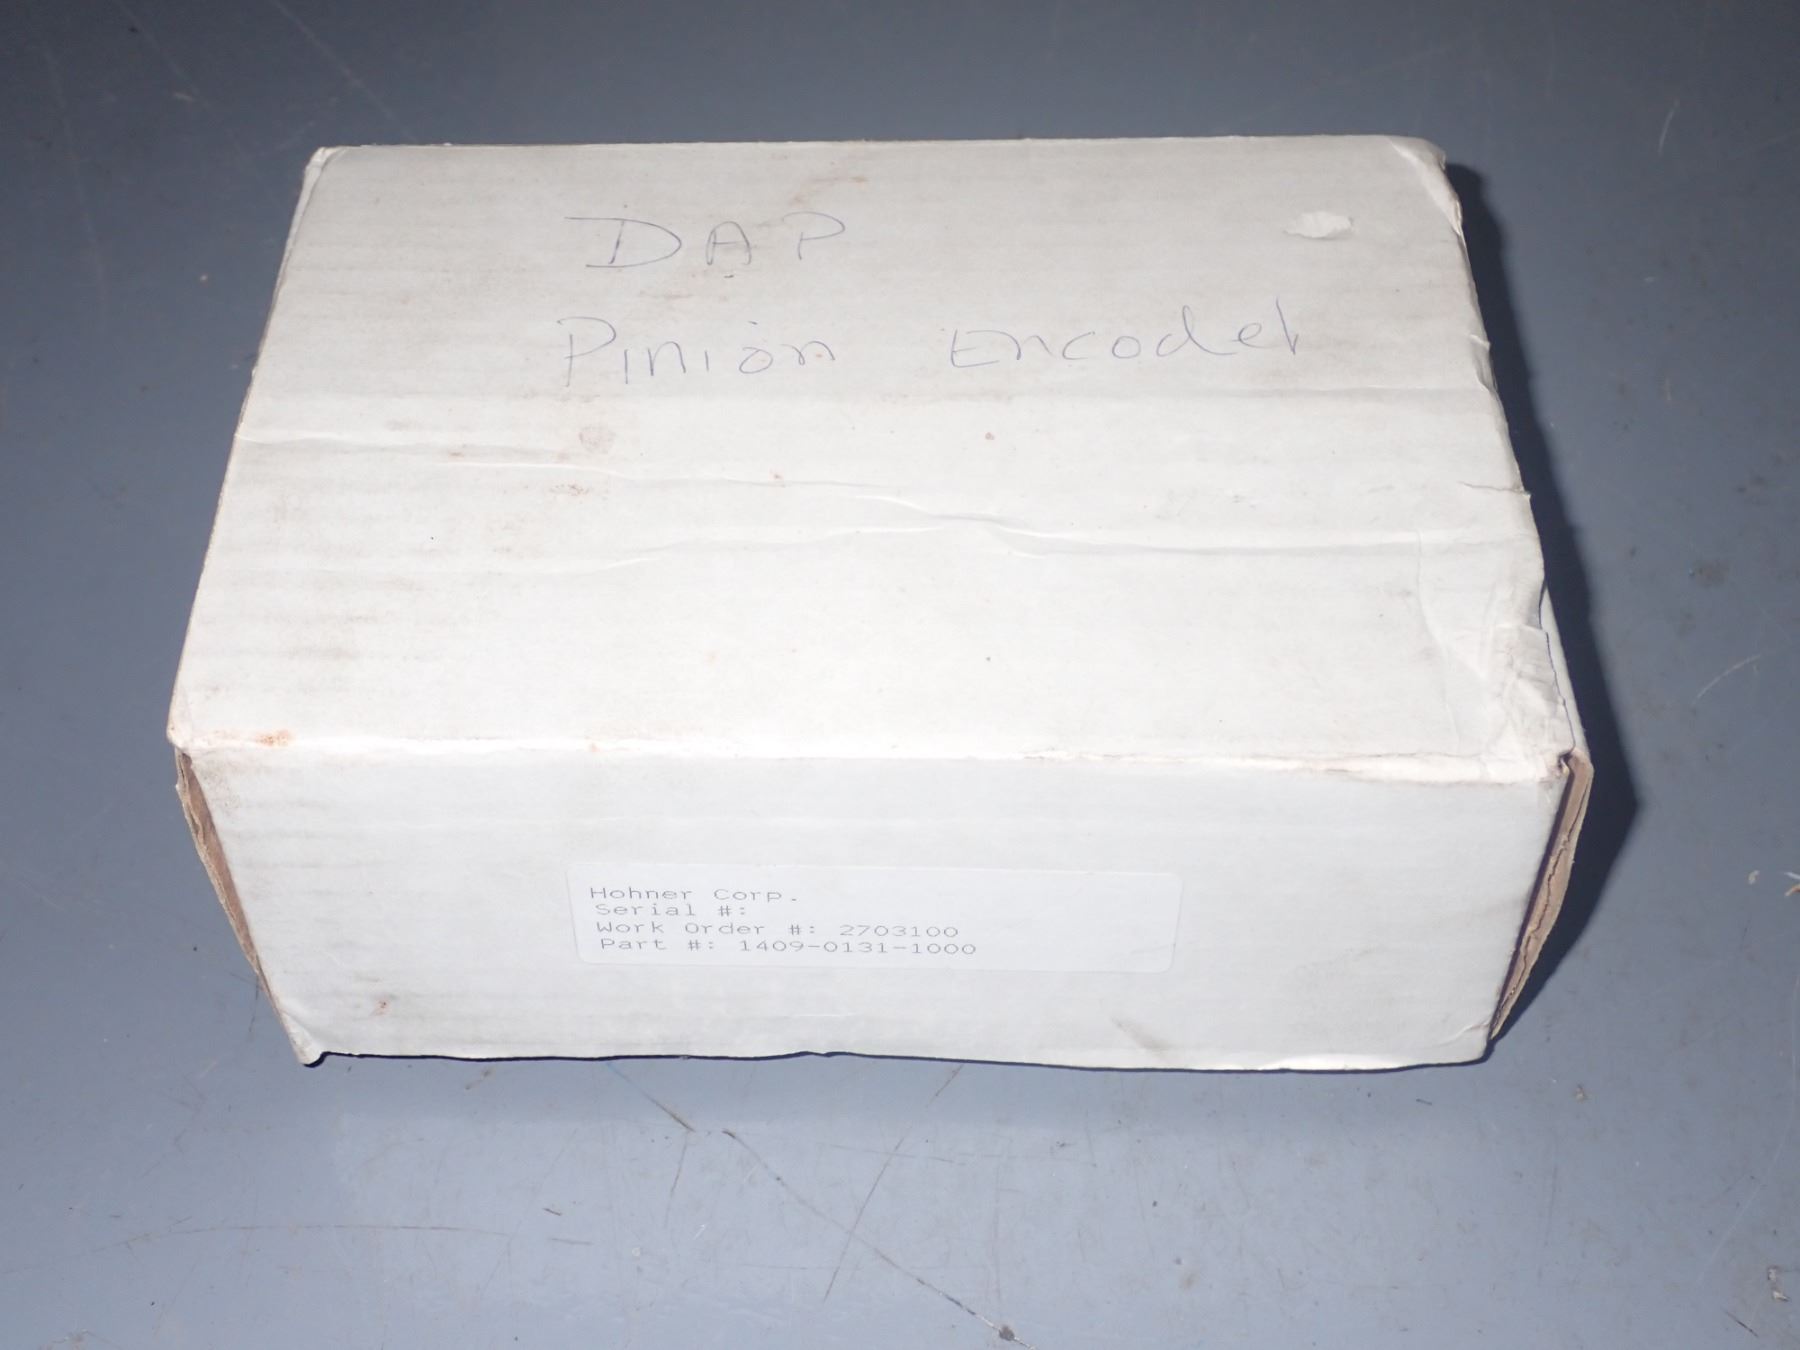 DAP
Pinion Encoder
Hohner Corp.
Serial #:
Work Order #: 2703100
Part #: 1409-0131-1000